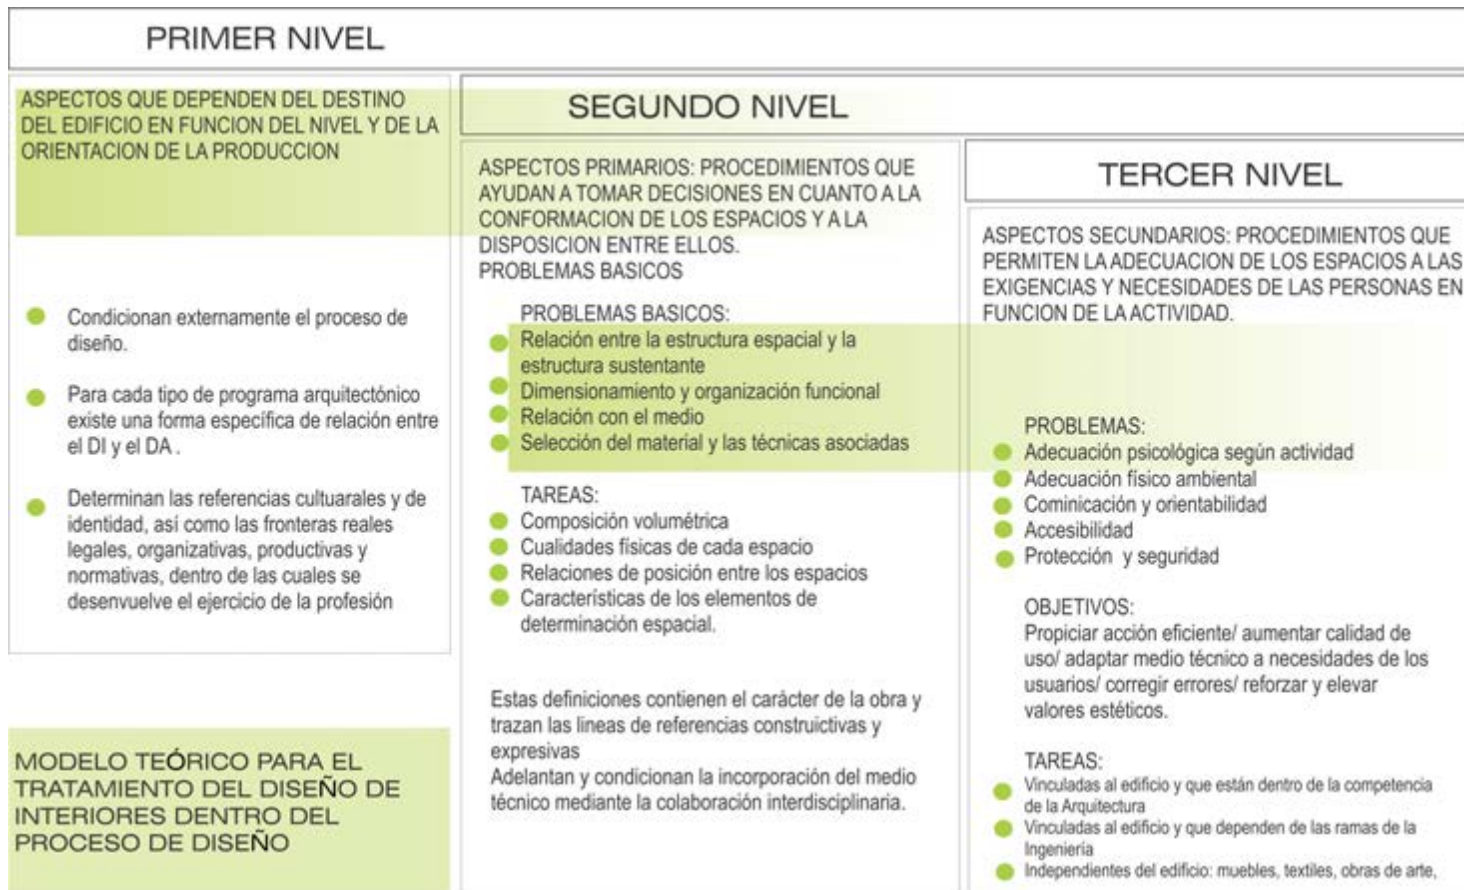 PRIMER NIVEL
ASPECTOS QUE DEPENDEN DEL DESTINO
DEL EDIFICIO EN FUNCION DEL NIVEL Y DE LA
ORIENTACION DE LA PRODUCCION
Condicionan externamente el proceso de
diseño.
Para cada tipo de programa arquitectónico
existe una forma específica de relación entre
el DI y el DA .
Determinan las referencias cultuarales y de
identidad, así como las fronteras reales
legales, organizativas, productivas y
normativas, dentro de las cuales se
desenvuelve el ejercicio de la profesión
MODELO TEÓRICO PARA EL
TRATAMIENTO DEL DISEÑO DE
INTERIORES DENTRO DEL
PROCESO DE DISEÑO
SEGUNDO NIVEL
ASPECTOS PRIMARIOS: PROCEDIMIENTOS QUE
AYUDAN A TOMAR DECISIONES EN CUANTO A LA
CONFORMACION DE LOS ESPACIOS Y A LA
DISPOSICION ENTRE ELLOS.
PROBLEMAS BASICOS
PROBLEMAS BASICOS:
Relación entre la estructura espacial y la
estructura sustentante
Dimensionamiento y organización funcional
Relación con el medio
Selección del material y las técnicas asociadas
TAREAS:
Composición volumétrica
Cualidades físicas de cada espacio
Relaciones de posición entre los espacios
Características de los elementos de
determinación espacial.
Estas definiciones contienen el carácter de la obra y
trazan las lineas de referencias construictivas y
expresivas
Adelantan y condicionan la incorporación del medio
técnico mediante la colaboración interdisciplinaria.
TERCER NIVEL
ASPECTOS SECUNDARIOS: PROCEDIMIENTOS QUE
PERMITEN LA ADECUACION DE LOS ESPACIOS A LAS
EXIGENCIAS Y NECESIDADES DE LAS PERSONAS EN
FUNCION DE LA ACTIVIDAD.
PROBLEMAS:
Adecuación psicológica según actividad
Adecuación físico ambiental
Cominicación y orientabilidad
Accesibilidad
Protección y seguridad
OBJETIVOS:
Propiciar acción eficiente/ aumentar calidad de
uso/ adaptar medio técnico a necesidades de los
usuarios/ corregir errores/ reforzar y elevar
valores estéticos.
TAREAS:
Vinculadas al edificio y que están dentro de la competencia
de la Arquitectura
Vinculadas al edificio y que dependen de las ramas de la
Ingeniería
Independientes del edificio: muebles, textiles, obras de arte,